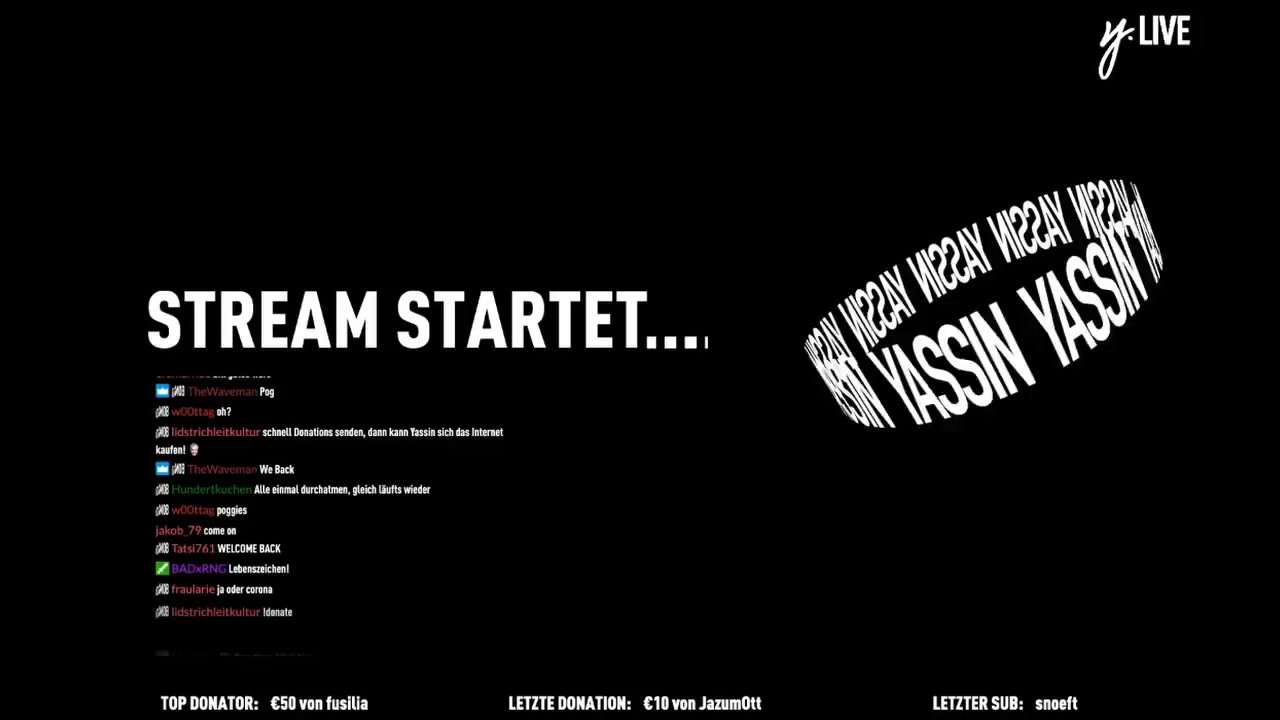 y. LIVE
YASSIN YASSIN YASSIN YASSIN
YASSIN YASSIN
STREAM STARTET....
TheWaveman Pog
w00ttag oh?
lidstrichleitkultur schnell Donations senden, dann kann Yassin sich das Internet
kaufen!
TheWaveman We Back
Hundertkuchen Alle einmal durchatmen, gleich läufts wieder
w00ttag poggies
jakob_79 come on
Tatsi761 WELCOME BACK
BADxRNG Lebenszeichen!
fraularie ja oder corona
lidstrichleitkultur !donate
TOP DONATOR: €50 von fusilia
LETZTE DONATION: €10 von JazumOtt
LETZTER SUB: snoeft